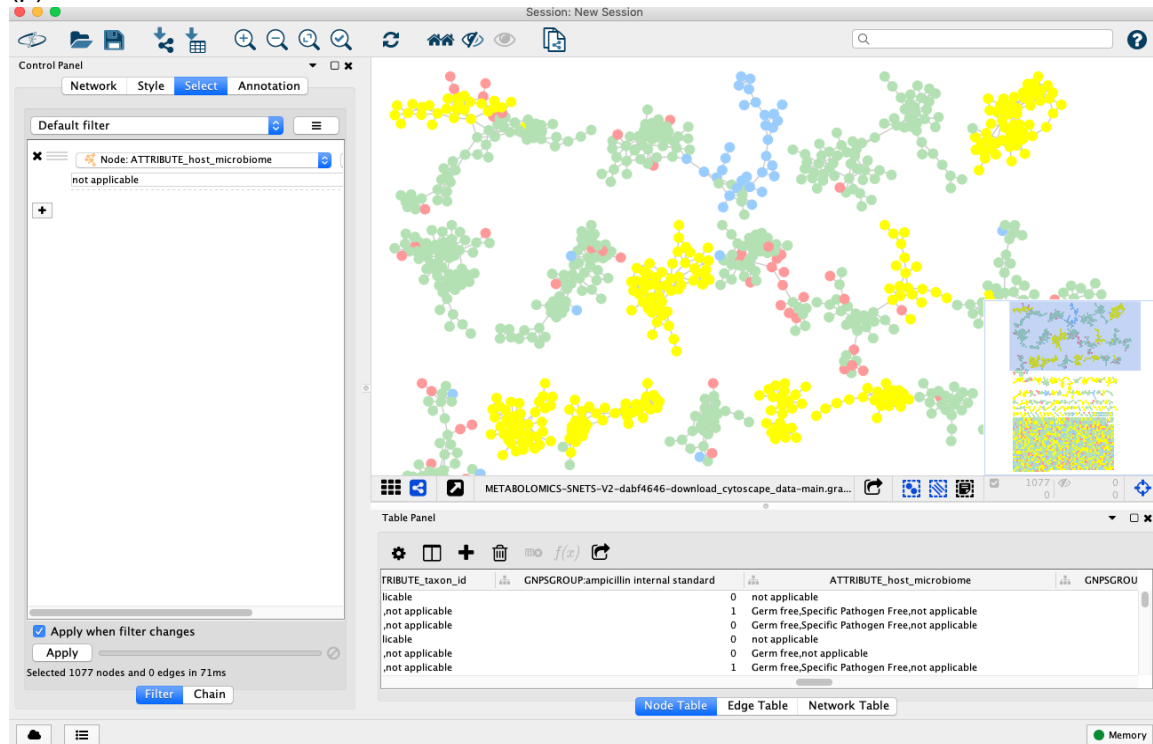 Session: New Session
Control Panel
Network Style Select Annotation
Default filter
Node: ATTRIBUTE_host_microbiome
not applicable
Apply when filter changes
Apply
Selected 1077 nodes and 0 edges in 71ms
Filter Chain
METABOLOMICS-SNETS-V2-dabf4646-download_cytoscape_data-main.gra...
1077 0
0 0
Table Panel
f(x)
TRIBUTE_taxon_id GNPSGROUP:ampicillin internal standard ATTRIBUTE_host_microbiome GNPSGROU
licable 0 not applicable
,not applicable 1 Germ free,Specific Pathogen Free,not applicable
,not applicable 0 Germ free,Specific Pathogen Free,not applicable
licable 0 not applicable
,not applicable 0 Germ free,not applicable
,not applicable 1 Germ free,Specific Pathogen Free,not applicable
Node Table Edge Table Network Table
Memory